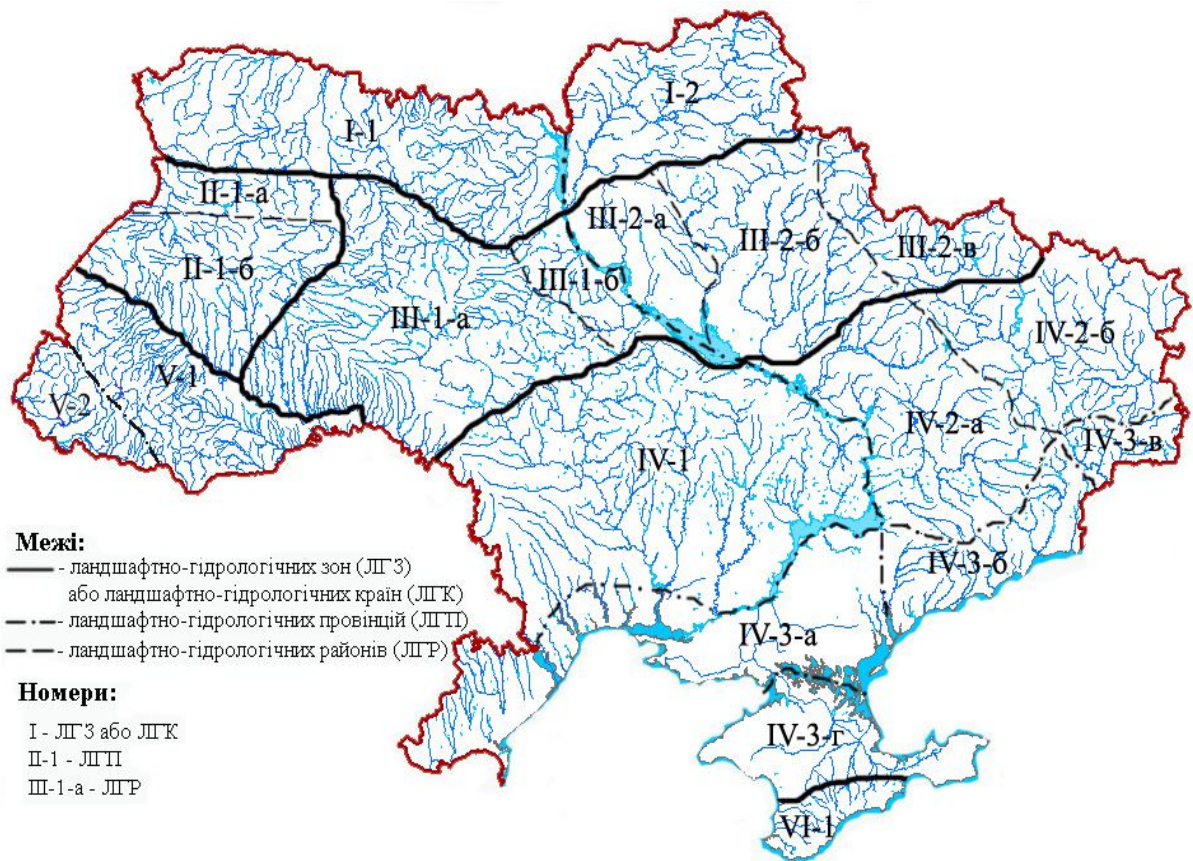 I-2
I-1
II-1-а
III-2-а
III-2-б
III-2-в
II-1-б
III-1-б
III-1-а
IV-2-б
V-1
V-2
IV-2-а
IV-3-в
IV-1
IV-3-б
IV-3-а
IV-3-г
VI-1
Межі:
- ландшафтно-гідрологічних зон (ЛГЗ)
або ландшафтно-гідрологічних країн (ЛГК)
- ландшафтно-гідрологічних провінцій (ЛГП)
- ландшафтно-гідрологічних районів (ЛГР)
Номери:
I - ЛГЗ або ЛГК
II-1 - ЛГП
III-1-а - ЛГР